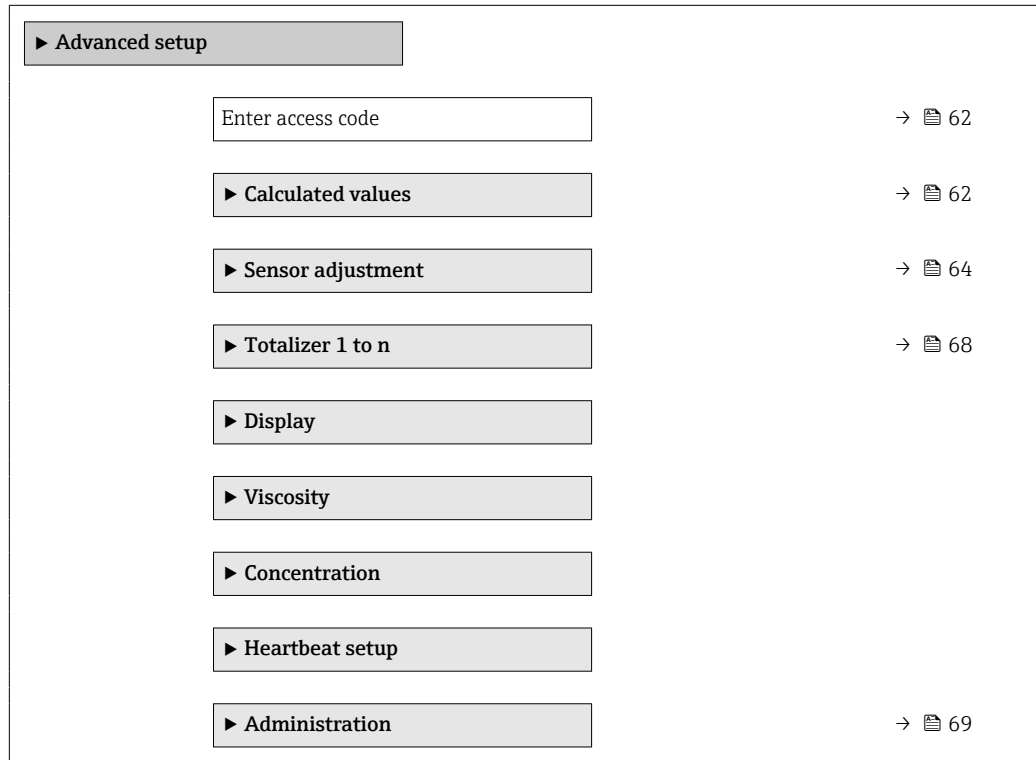 ▶ Advanced setup
Enter access code → 62
▶ Calculated values → 62
▶ Sensor adjustment → 64
▶ Totalizer 1 to n → 68
▶ Display
▶ Viscosity
▶ Concentration
▶ Heartbeat setup
▶ Administration → 69